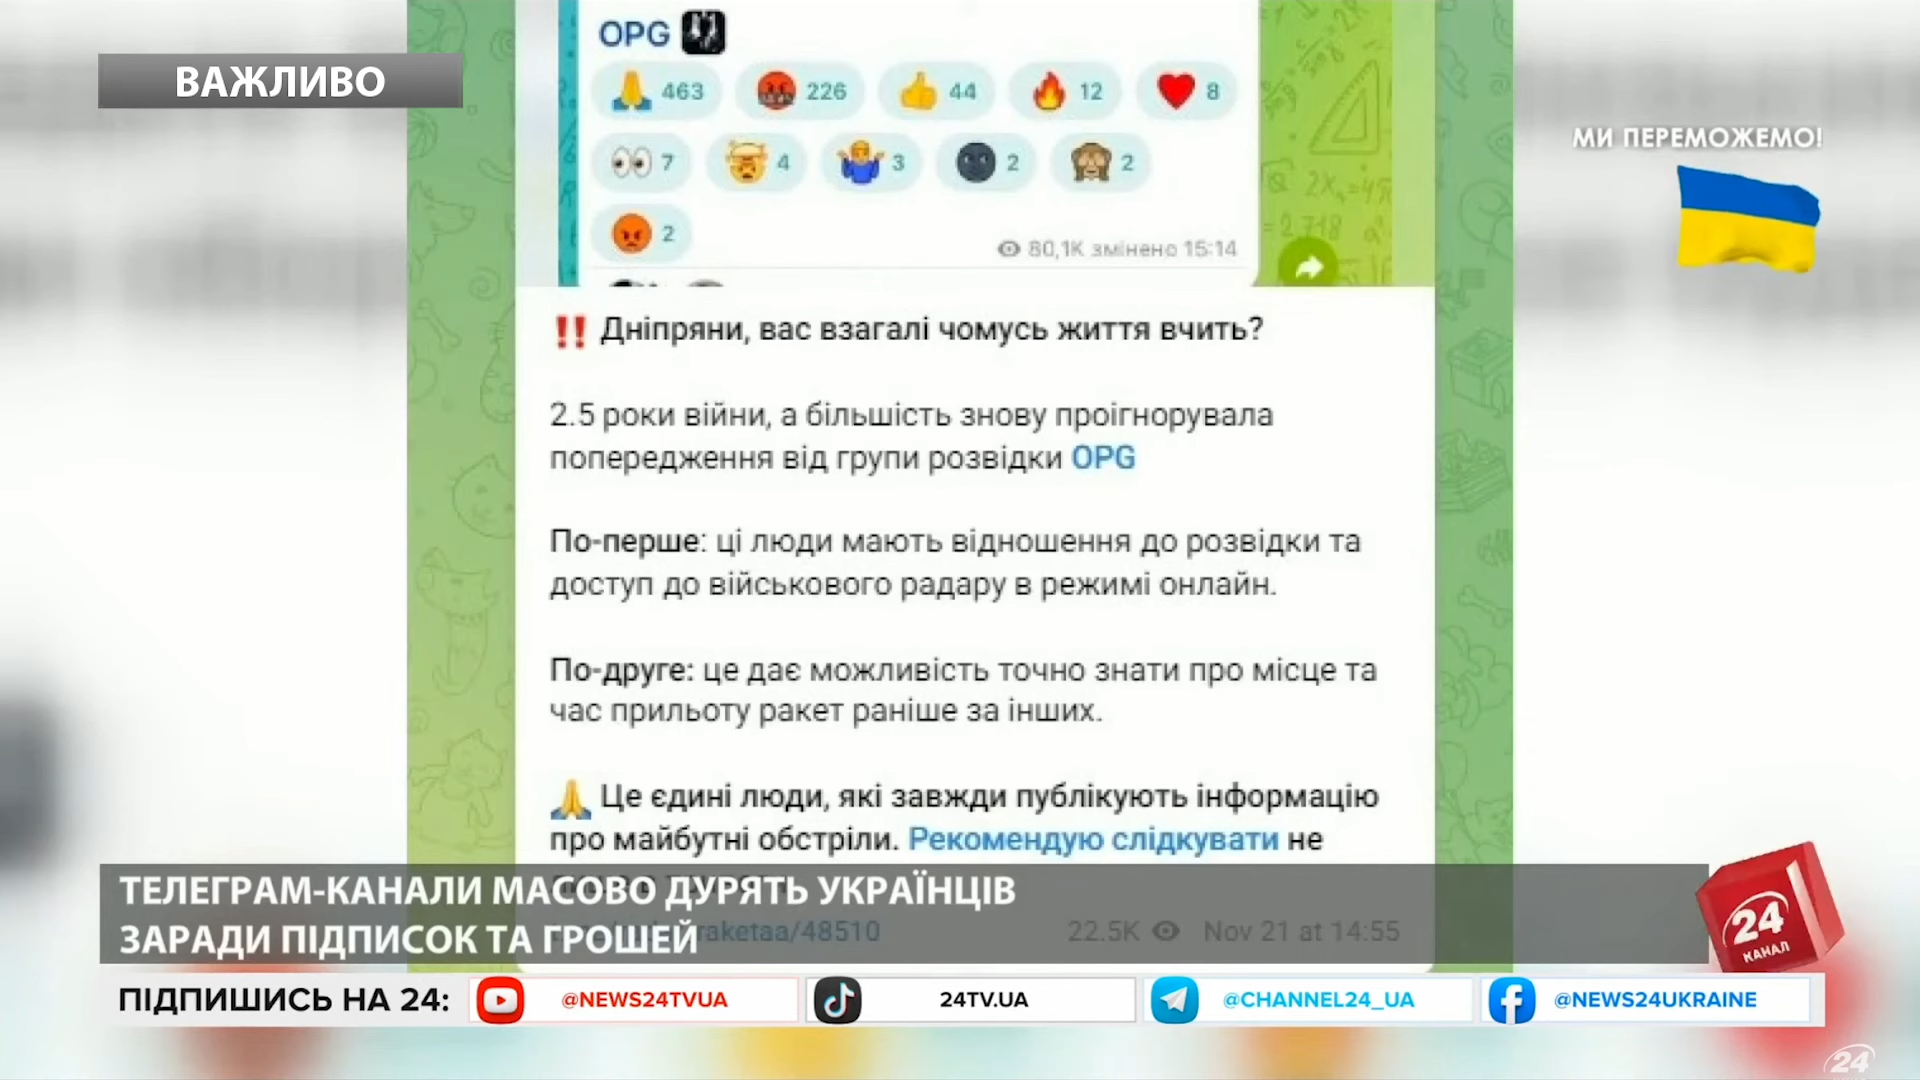 OPG
ВАЖЛИВО
463 226 44 12 8
МИ ПЕРЕМОЖЕМО!
7 4 3 2 2
2
80,1K змінено 15:14
‼️ Дніпряни, вас взагалі чомусь життя вчить?
2.5 роки війни, а більшість знову проігнорувала
попередження від групи розвідки OPG
По-перше: ці люди мають відношення до розвідки та
доступ до військового радару в режимі онлайн.
По-друге: це дає можливість точно знати про місце та
час прильоту ракет раніше за інших.
🙏 Це єдині люди, які завжди публікують інформацію
про майбутні обстріли. Рекомендую слідкувати не
ТЕЛЕГРАМ-КАНАЛИ МАСОВО ДУРЯТЬ УКРАЇНЦІВ
ЗАРАДИ ПІДПИСОК ТА ГРОШЕЙ
raketaa/48510 22.5K Nov 21 at 14:55
24
КАНАЛ
ПІДПИШИСЬ НА 24: @NEWS24TVUA 24TV.UA @CHANNEL24_UA @NEWS24UKRAINE
24